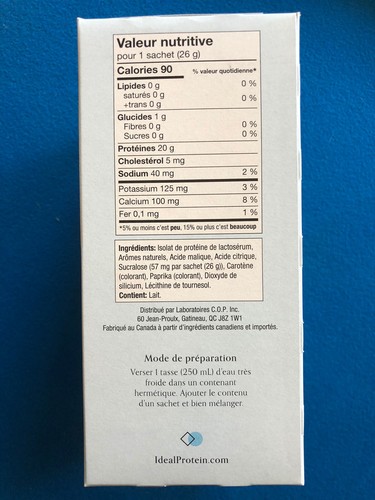 Valeur nutritive
pour 1 sachet (26 g)
Calories 90 % valeur quotidienne*
Lipides 0 g 0 %
saturés 0 g
+trans 0 g 0 %
Glucides 1 g
Fibres 0 g 0 %
Sucres 0 g 0 %
Protéines 20 g
Cholestérol 5 mg
Sodium 40 mg 2 %
Potassium 125 mg 3 %
Calcium 100 mg 8 %
Fer 0,1 mg 1 %
*5% ou moins c'est peu, 15% ou plus c'est beaucoup
Ingrédients: Isolat de protéine de lactosérum,
Arômes naturels, Acide malique, Acide citrique,
Sucralose (57 mg par sachet (26 g)), Carotène
(colorant), Paprika (colorant), Dioxyde de
silicium, Lécithine de tournesol.
Contient: Lait.
Distribué par Laboratoires C.O.P. Inc.
60 Jean-Proulx, Gatineau, QC J8Z 1W1
Fabriqué au Canada à partir d'ingrédients canadiens et importés.
Mode de préparation
Verser 1 tasse (250 mL) d'eau très
froide dans un contenant
hermétique. Ajouter le contenu
d'un sachet et bien mélanger.
IdealProtein.com